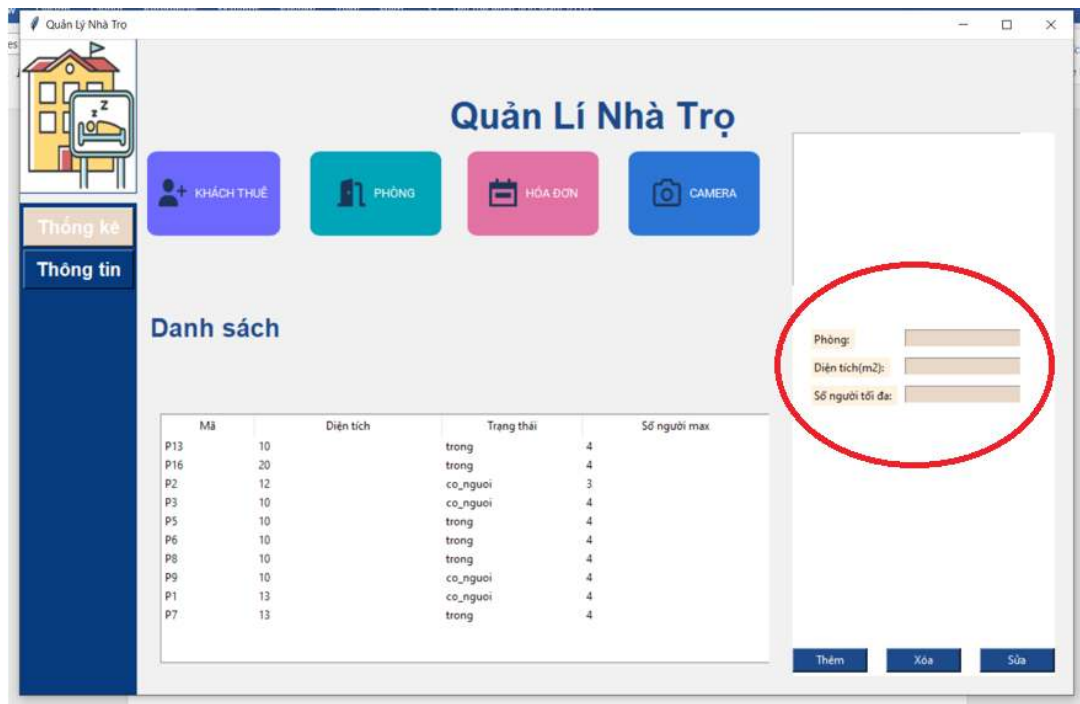 Quản Lý Nhà Trọ
z
z
Quản Lí Nhà Trọ
KHÁCH THUÊ
PHÒNG
HÓA ĐƠN
CAMERA
Thống kê
Thông tin
Danh sách
Phòng:
Diện tích(m2):
Số người tối đa:
Mã Diện tích Trạng thái Số người max
P13 10 trong 4
P16 20 trong 4
P2 12 co_nguoi 3
P3 10 co_nguoi 4
P5 10 trong 4
P6 10 trong 4
P8 10 trong 4
P9 10 co_nguoi 4
P1 13 co_nguoi 4
P7 13 trong 4
Thêm Xóa Sửa